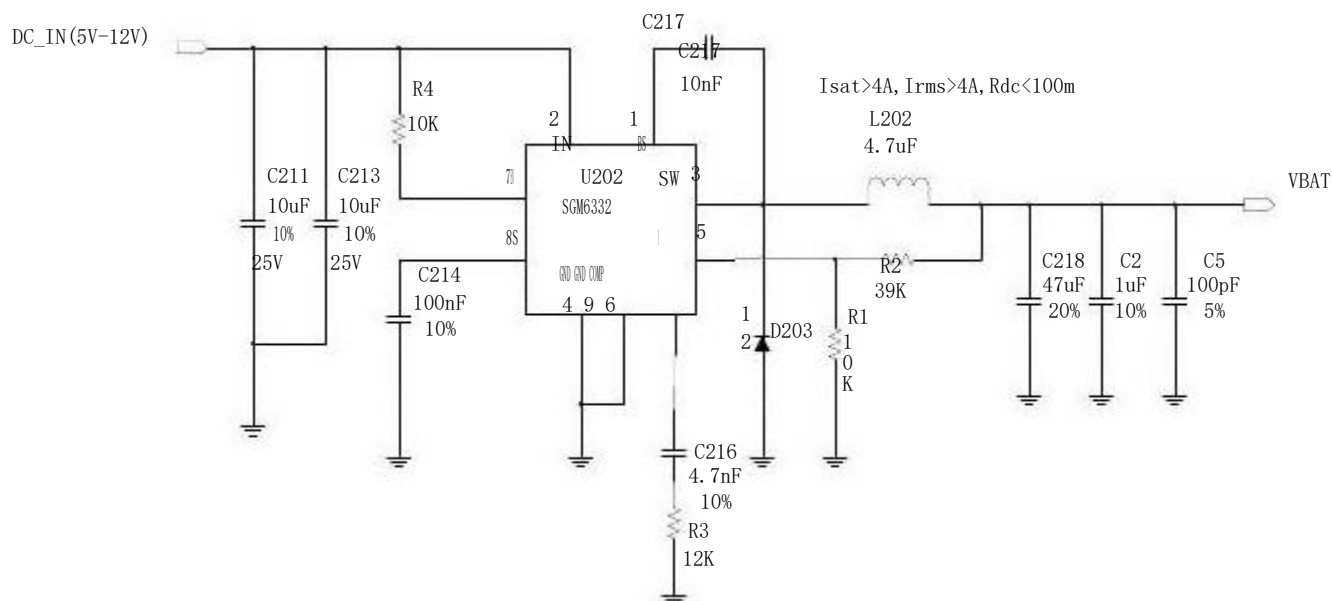 C217
DC_IN(5V-12V)
C217
10nF
Isat>4A, Irms>4A, Rdc<100m
R4
10K
L202
4.7uF
2
IN
1
BS
U202
SGM6332
SW
3
5
8S
GND GND COMP
4 9 6
VBAT
C211
10uF
10%
25V
C213
10uF
10%
25V
C214
100nF
10%
R2
39K
R1
1
0
K
1
2
D203
C218
47uF
20%
C2
1uF
10%
C5
100pF
5%
C216
4.7nF
10%
R3
12K